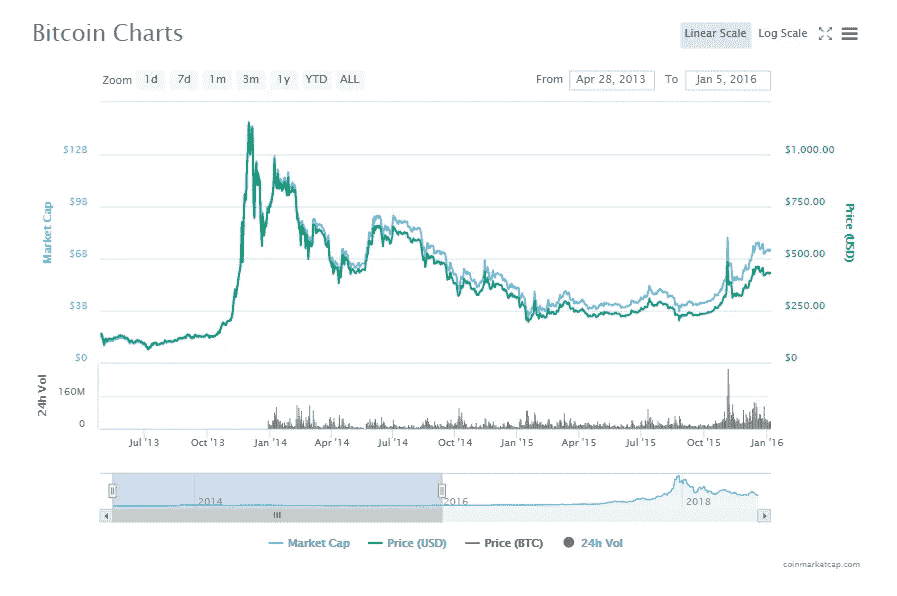 Bitcoin Charts
Linear Scale Log Scale
Zoom 1d 7d 1m 3m 1y YTD ALL From Apr 28, 2013 To Jan 5, 2016
$12B $1,000.00
$9B $750.00
Market Cap Price (USD)
$6B $500.00
$3B $250.00
$0 $0
24h Vol
160M
0
Jul '13 Oct '13 Jan '14 Apr '14 Jul '14 Oct '14 Jan '15 Apr '15 Jul '15 Oct '15 Jan '16
2014 2016 2018
Market Cap Price (USD) Price (BTC) 24h Vol
coinmarketcap.com